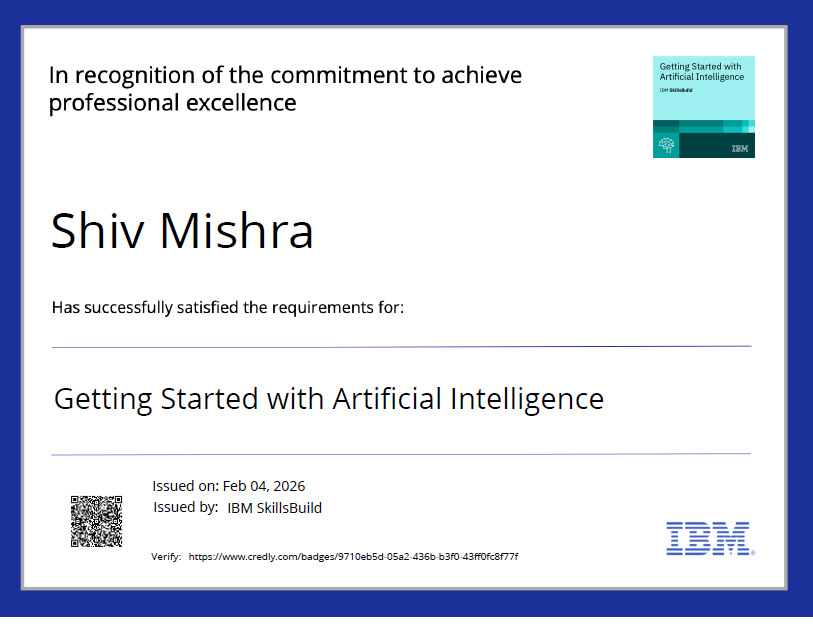 In recognition of the commitment to achieve
professional excellence
Getting Started with
Artificial Intelligence
IBM SkillsBuild
IBM
Shiv Mishra
Has successfully satisfied the requirements for:
Getting Started with Artificial Intelligence
Issued on: Feb 04, 2026
Issued by: IBM SkillsBuild
Verify: https://www.credly.com/badges/9710eb5d-05a2-436b-b3f0-43ff0fc8f77f
IBM®